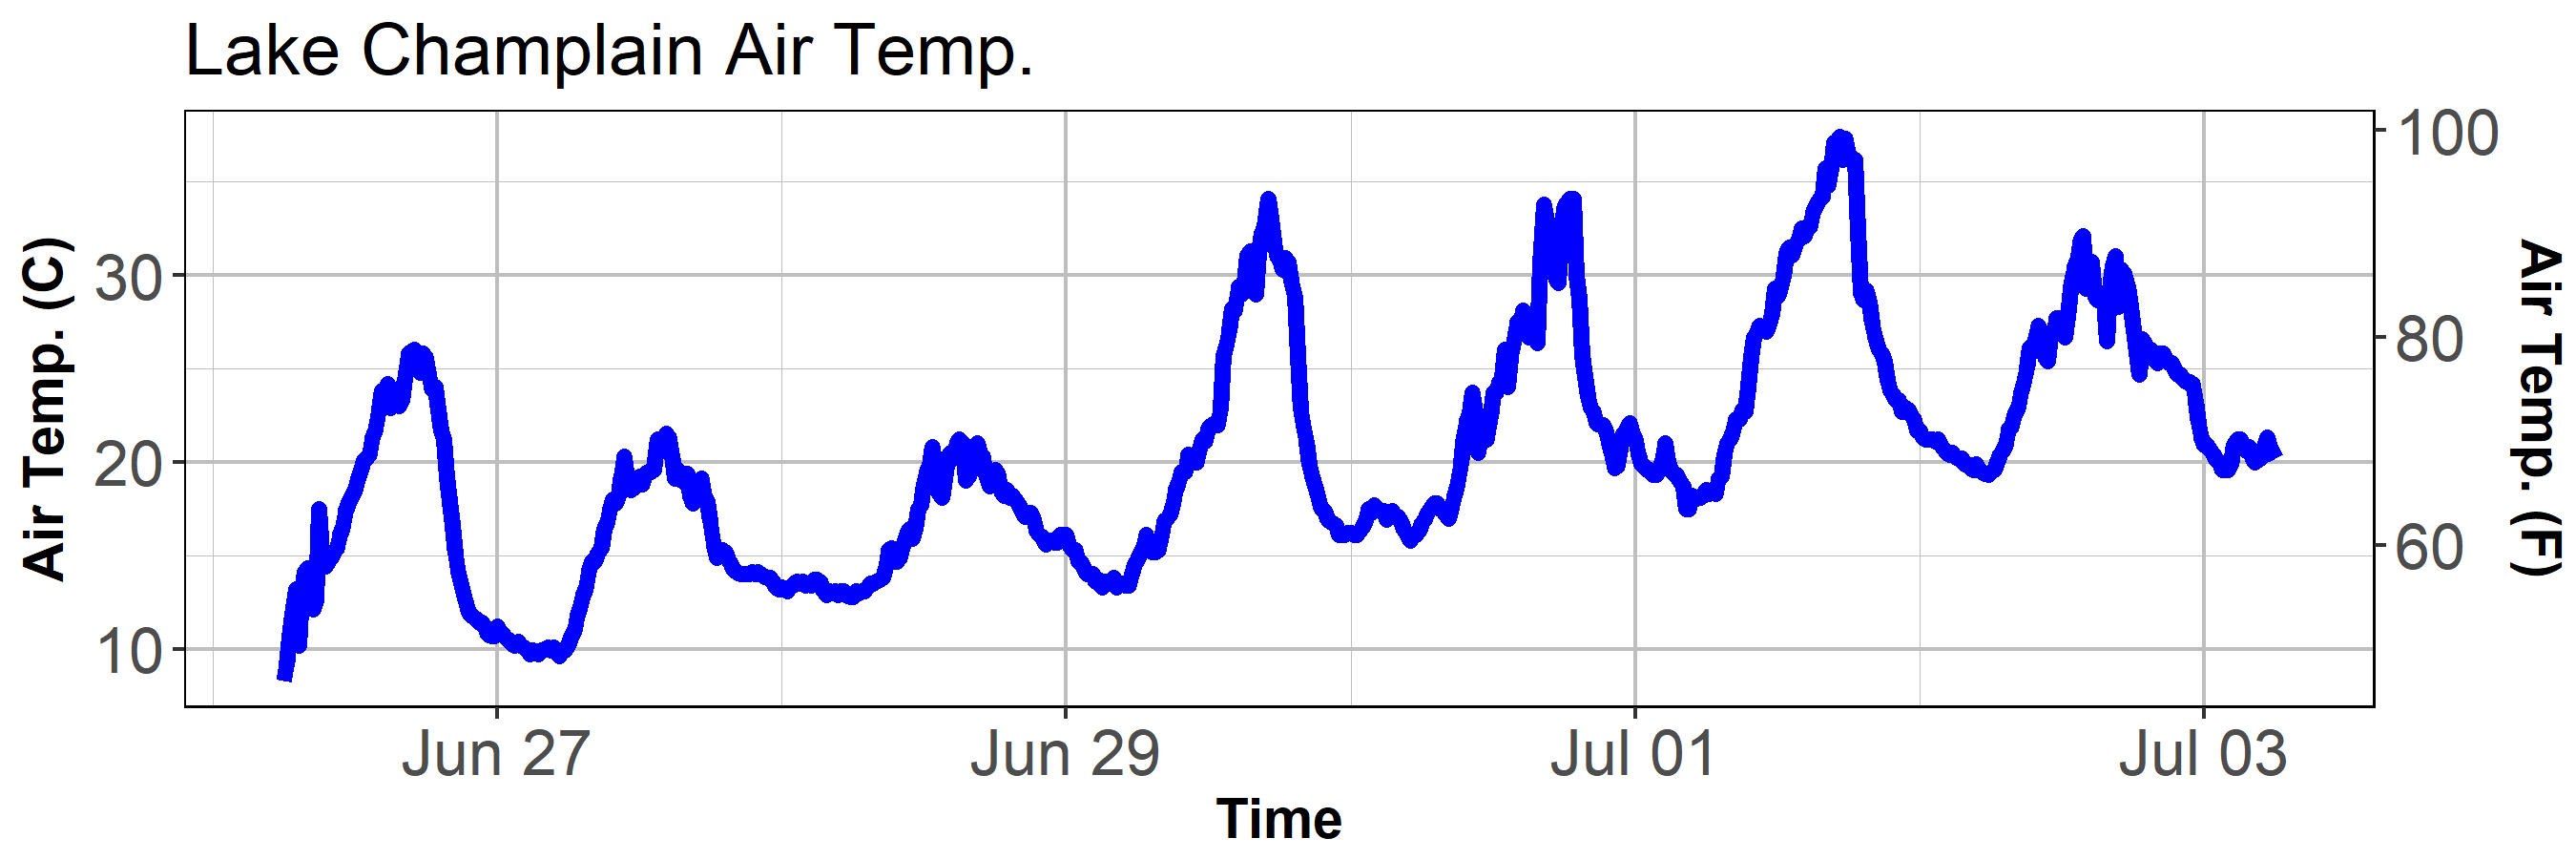 Lake Champlain Air Temp.
Air Temp. (C)
30
20
10
100
80
60
Air Temp. (F)
Jun 27
Jun 29
Jul 01
Jul 03
Time